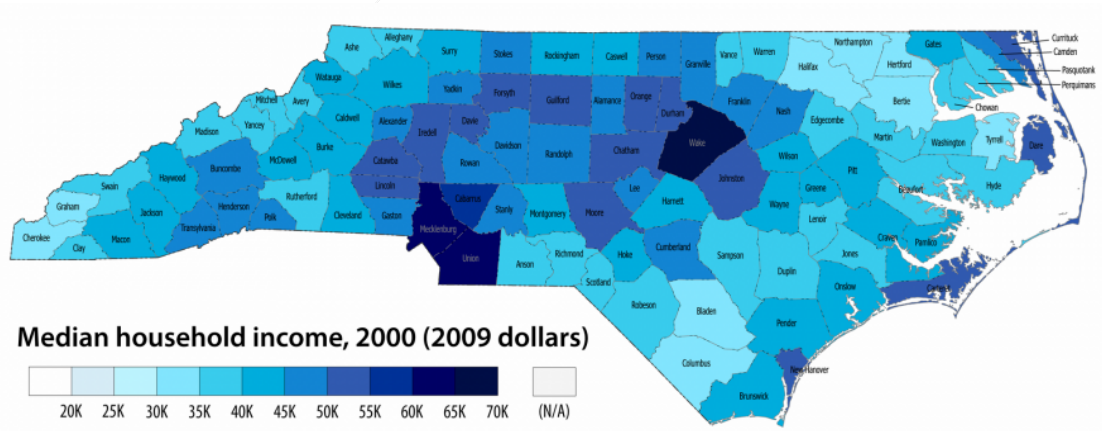 Ashe
Alleghany
Surry
Stokes
Rockingham
Caswell
Person
Granville
Vance
Warren
Northampton
Gates
Currituck
Camden
Pasquotank
Perquimans
Halifax
Hertford
Bertie
Chowan
Watauga
Wilkes
Yadkin
Forsyth
Guilford
Alamance
Orange
Durham
Franklin
Nash
Edgecombe
Martin
Washington
Tyrrell
Dare
Mitchell
Avery
Caldwell
Alexander
Iredell
Davie
Madison
Yancey
Burke
Catawba
Rowan
Davidson
Randolph
Chatham
Wake
Wilson
Pitt
Beaufort
Hyde
Haywood
Buncombe
McDowell
Swain
Rutherford
Lincoln
Cabarrus
Lee
Johnston
Greene
Graham
Jackson
Henderson
Polk
Cleveland
Gaston
Stanly
Montgomery
Moore
Harnett
Wayne
Lenoir
Craven
Pamlico
Cherokee
Clay
Macon
Transylvania
Mecklenburg
Union
Anson
Richmond
Hoke
Cumberland
Sampson
Duplin
Jones
Carteret
Scotland
Robeson
Bladen
Onslow
Pender
Columbus
New Hanover
Brunswick
Median household income, 2000 (2009 dollars)
20K 25K 30K 35K 40K 45K 50K 55K 60K 65K 70K (N/A)